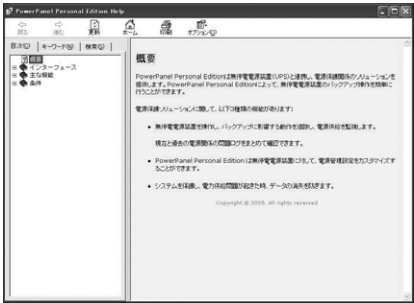 PowerPanel Personal Edition Help
戻る 進む 更新 ホーム 印刷 オプション(O)
目次(C) キーワード(N) 検索(S)
概要
インターフェース
主な機能
条件
概要
PowerPanel Personal Editionは無停電電源装置(UPS)と連携し、電源保護関係のソリューションを
提供します。PowerPanel Personal Editionによって、無停電電源装置のバックアップ操作を簡単に
行うことができます。
電源保護ソリューションに関して、以下3種類の機能があります:
• 無停電電源装置を操作し、バックアップに影響する動作を追跡し、電源供給を監視します。
現在と過去の電源関係の問題ログをまとめて確認できます。
• PowerPanel Personal Edition は無停電電源装置に対して、電源管理設定をカスタマイズす
ることができます。
• システムを保護し、電力供給問題が起きた時、データの消失を防ぎます。
Copyright © 2005. All rights reserved